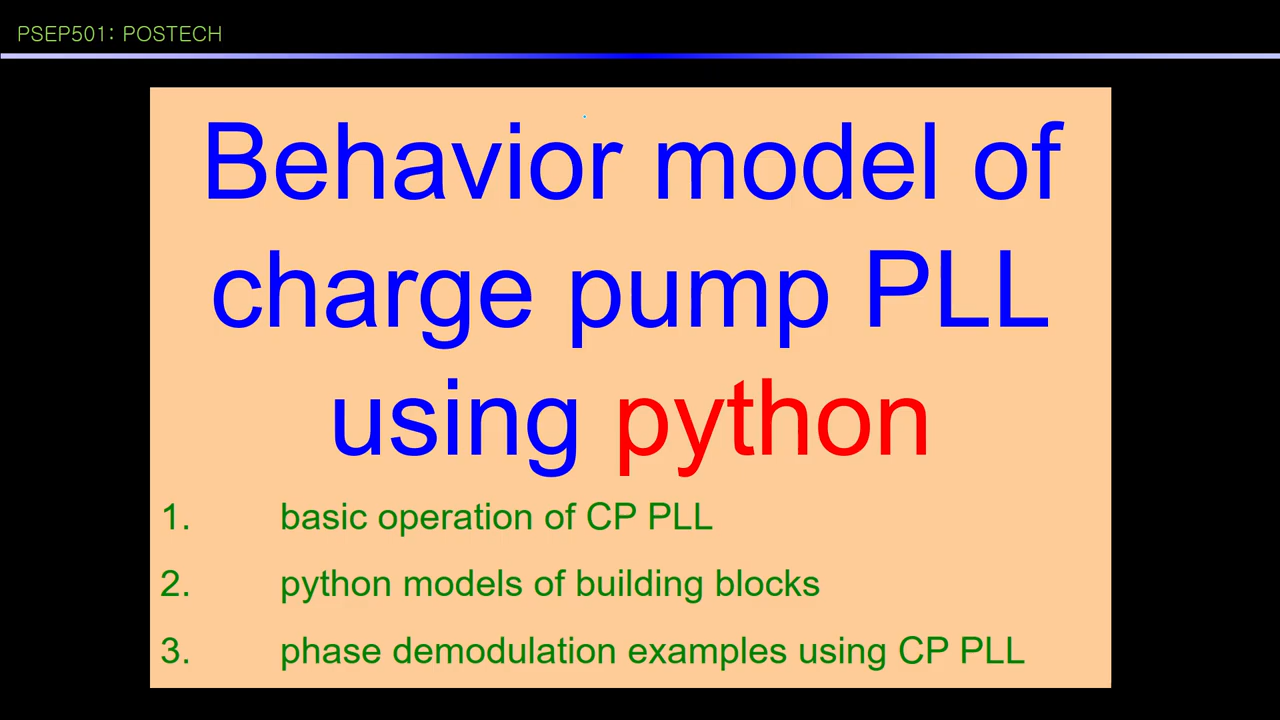 PSEP501: POSTECH
Behavior model of
charge pump PLL
using python
1. basic operation of CP PLL
2. python models of building blocks
3. phase demodulation examples using CP PLL